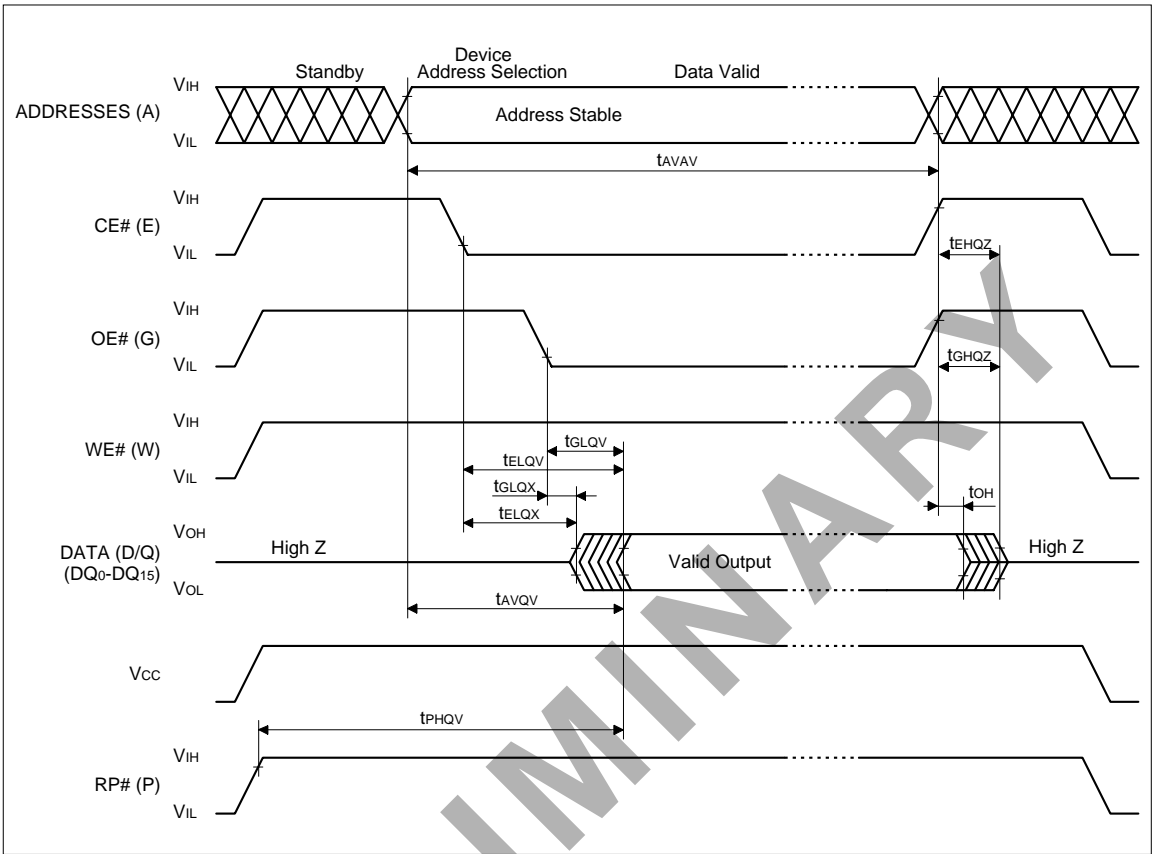 Device
Standby Address Selection Data Valid
VIH
ADDRESSES (A)
Address Stable
VIL
tAVAV
VIH
CE# (E)
VIL
tEHQZ
VIH
OE# (G)
VIL
tGHQZ
VIH
WE# (W)
VIL
tGLQV
tELQV
tGLQX
tELQX
tOH
VOH
DATA (D/Q)
(DQ0-DQ15)
VOL
High Z
Valid Output
High Z
tAVQV
VCC
tPHQV
VIH
RP# (P)
VIL
IMINARY